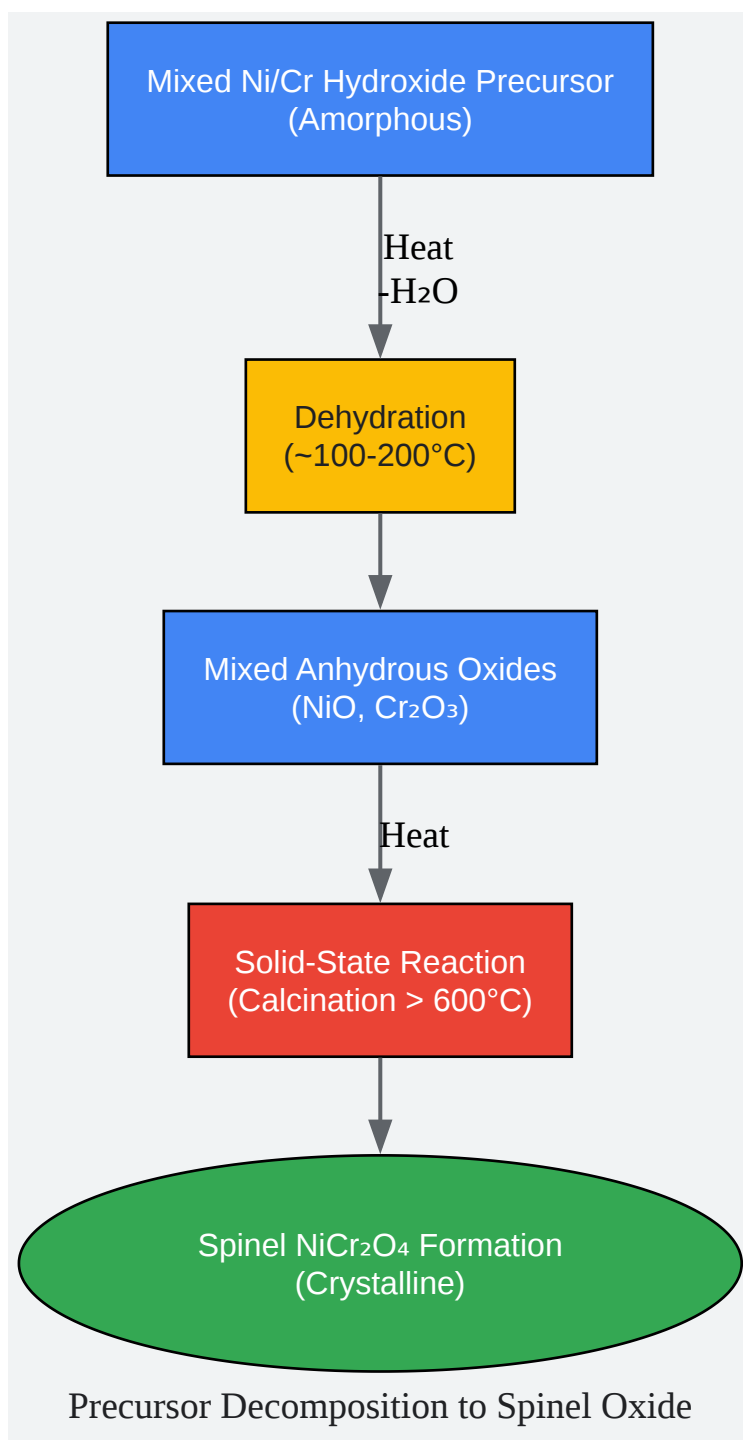 Mixed Ni/Cr Hydroxide Precursor
(Amorphous)
Heat
-H₂O
Dehydration
(~100-200°C)
Mixed Anhydrous Oxides
(NiO, Cr₂O₃)
Heat
Solid-State Reaction
(Calcination > 600°C)
Spinel NiCr₂O₄ Formation
(Crystalline)
Precursor Decomposition to Spinel Oxide